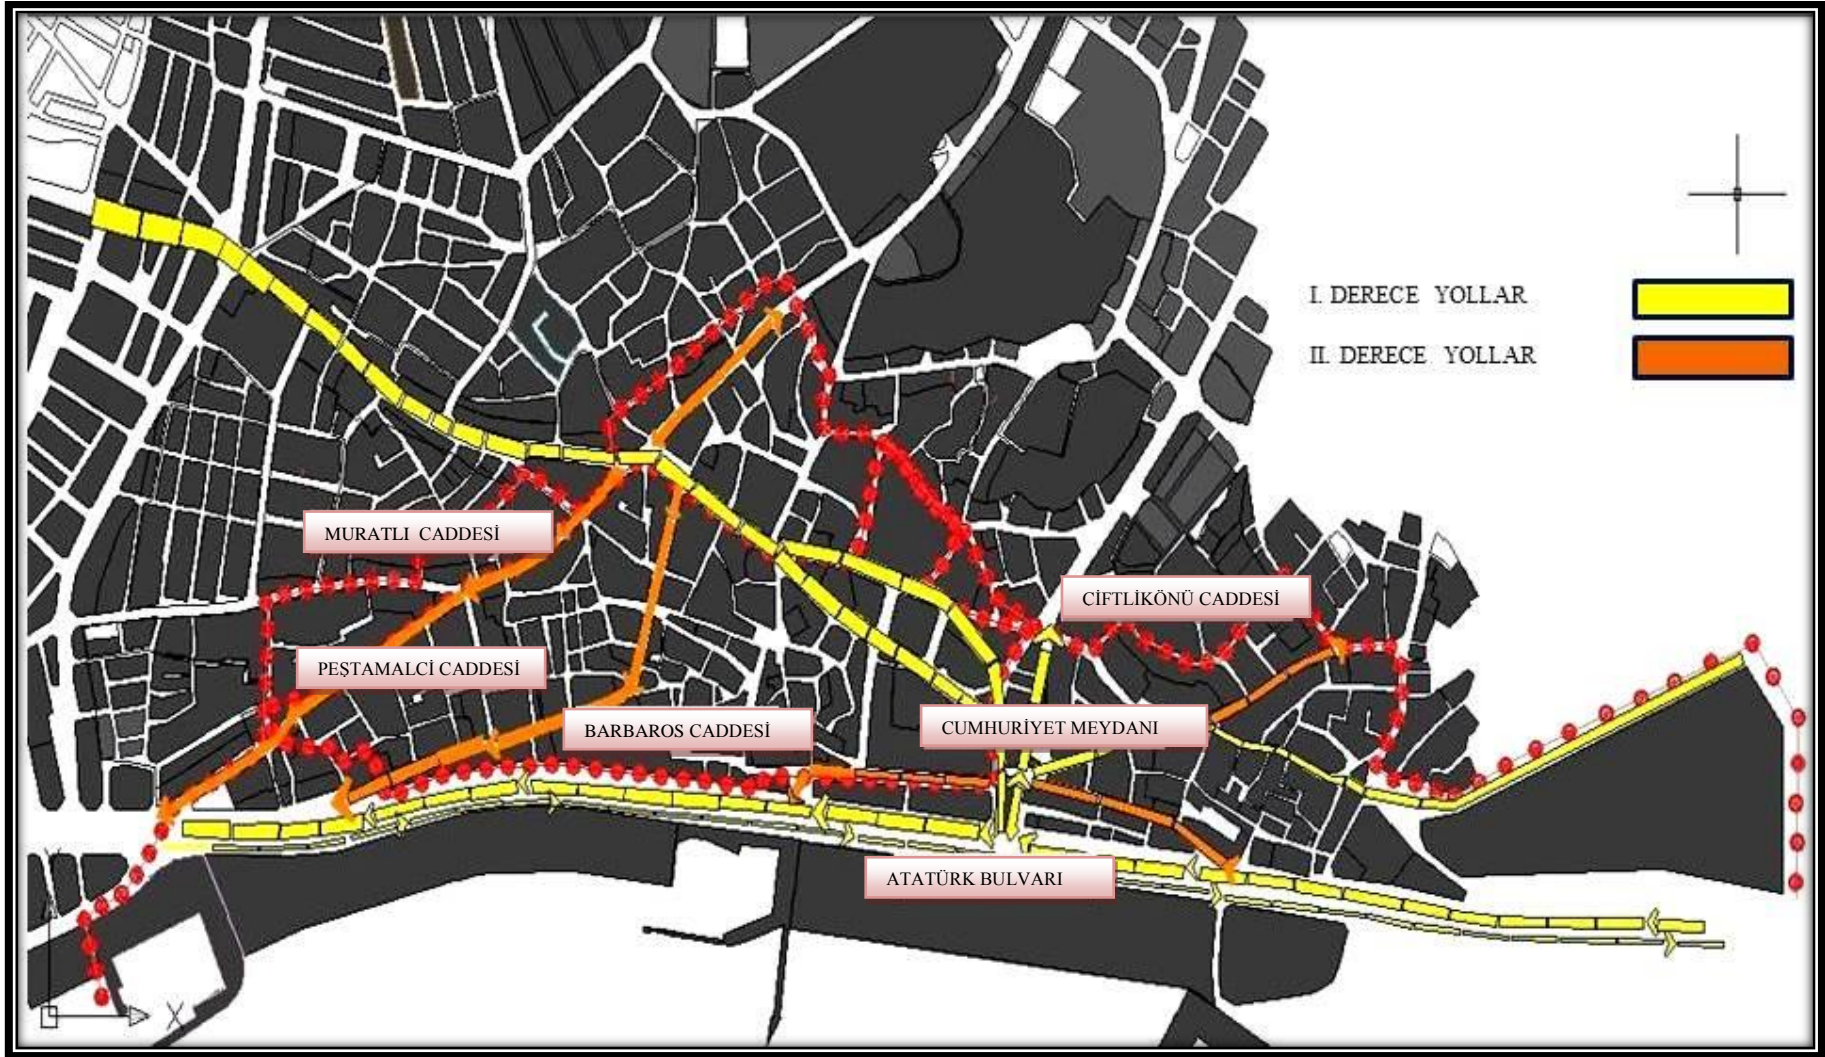 I. DERECE YOLLAR
II. DERECE YOLLAR
MURATLI CADDESİ
CİFTLİKÖNÜ CADDESİ
PEŞTAMALCİ CADDESİ
BARBAROS CADDESİ
CUMHURİYET MEYDANI
ATATÜRK BULVARI
Y
X